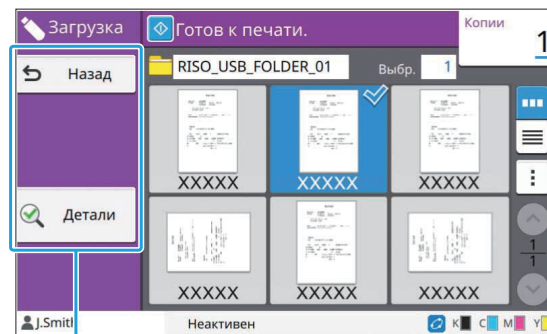 Загрузка
Готов к печати.
Копии
1
Назад
RISO_USB_FOLDER_01
Выбр. 1
XXXXX XXXXX XXXXX
Детали
1
1
XXXXX XXXXX XXXXX
J.Smith
Неактивен
K C M Y